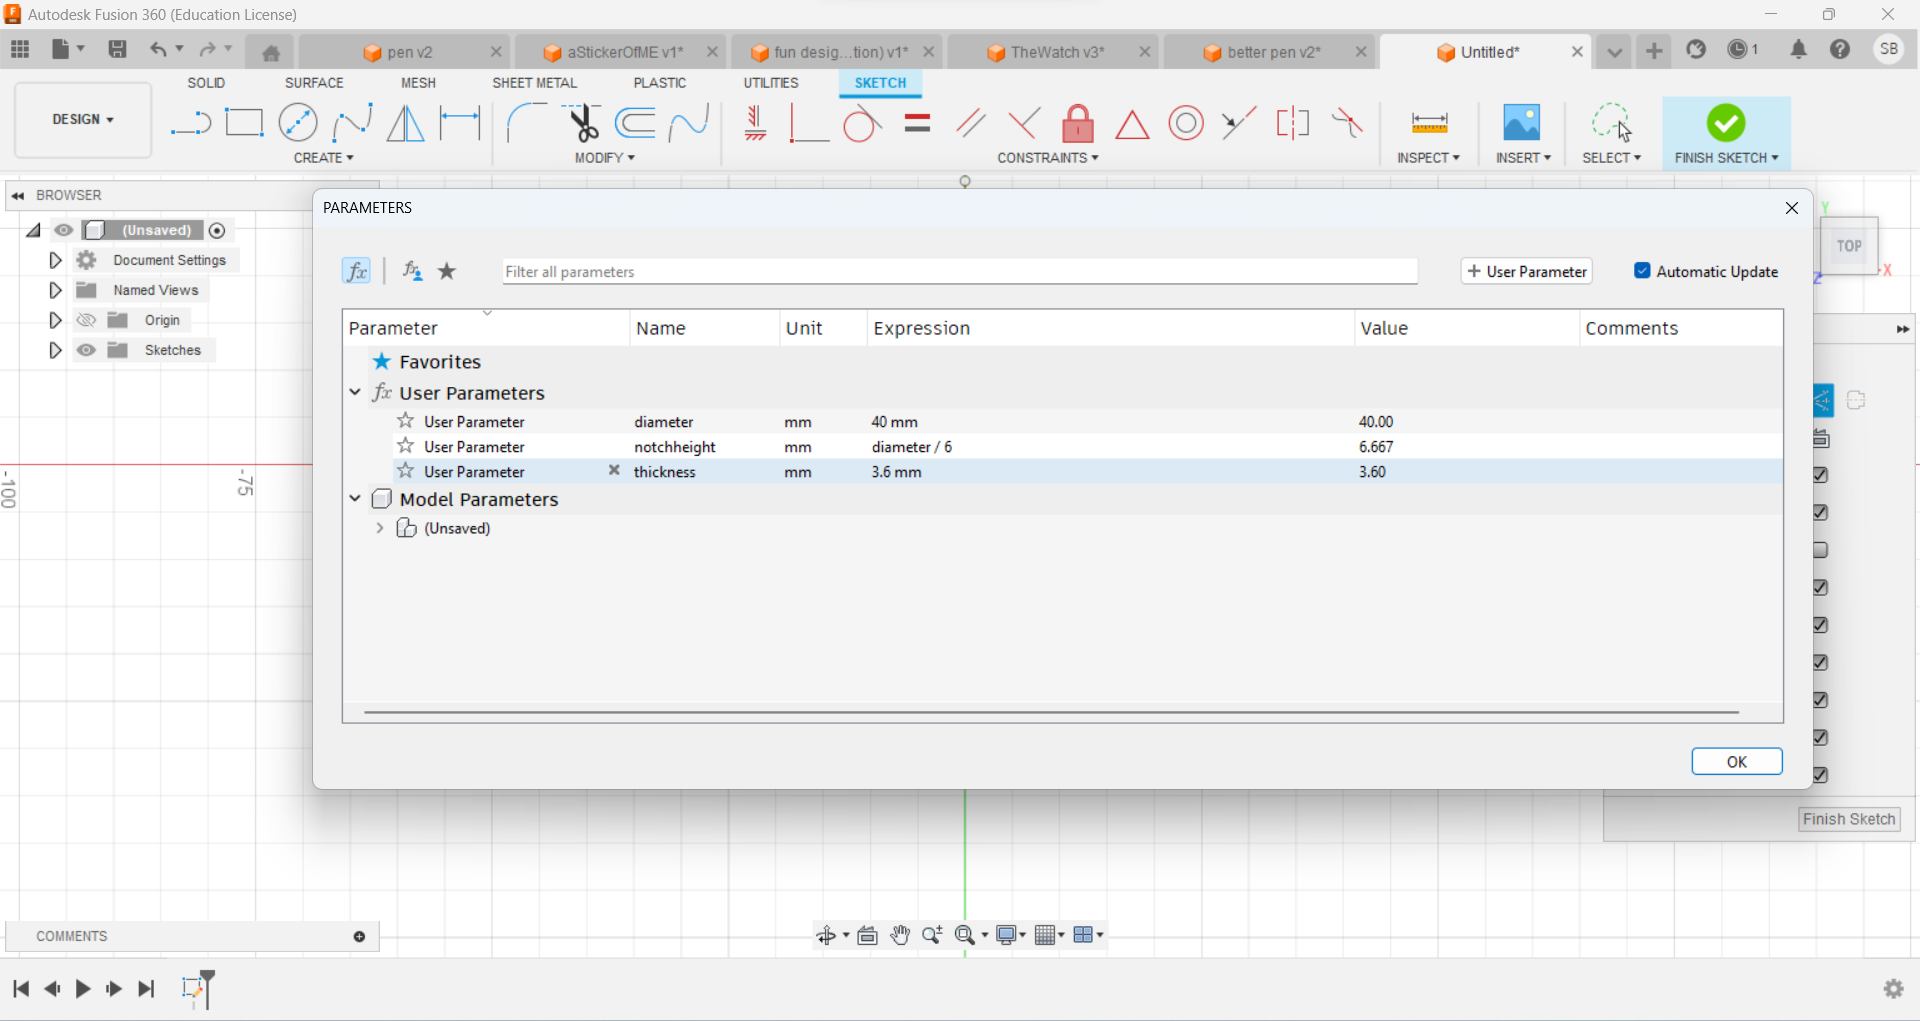 Autodesk Fusion 360 (Education License)
pen v2
aStickerOfME v1*
fun desig...tion) v1*
TheWatch v3*
better pen v2*
Untitled*
1
SB
SOLID
SURFACE
MESH
SHEET METAL
PLASTIC
UTILITIES
SKETCH
DESIGN
CREATE
MODIFY
CONSTRAINTS
INSPECT
INSERT
SELECT
FINISH SKETCH
BROWSER
(Unsaved)
Document Settings
Named Views
Origin
Sketches
PARAMETERS
fx
Filter all parameters
+ User Parameter
Automatic Update
Parameter Name Unit Expression Value Comments
Favorites
fx User Parameters
User Parameter diameter mm 40 mm 40.00
User Parameter notchheight mm diameter / 6 6.667
User Parameter thickness mm 3.6 mm 3.60
Model Parameters
(Unsaved)
OK
Y
TOP
X
Z
-100
-75
Finish Sketch
COMMENTS